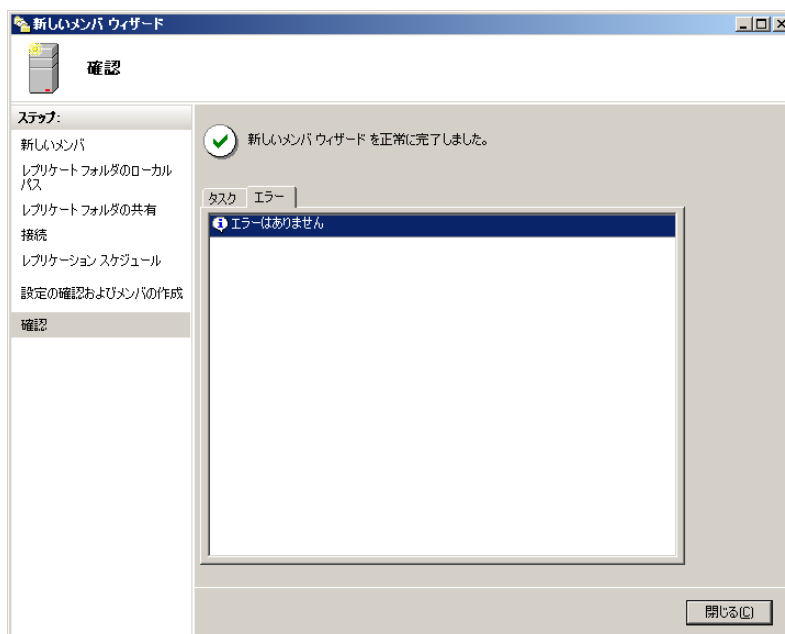 新しいメンバ ウィザード
確認
ステップ:
新しいメンバ
レプリケート フォルダのローカル
パス
レプリケート フォルダの共有
接続
レプリケーション スケジュール
設定の確認およびメンバの作成
確認
新しいメンバ ウィザード を正常に完了しました。
タスク エラー
エラーはありません
閉じる(C)